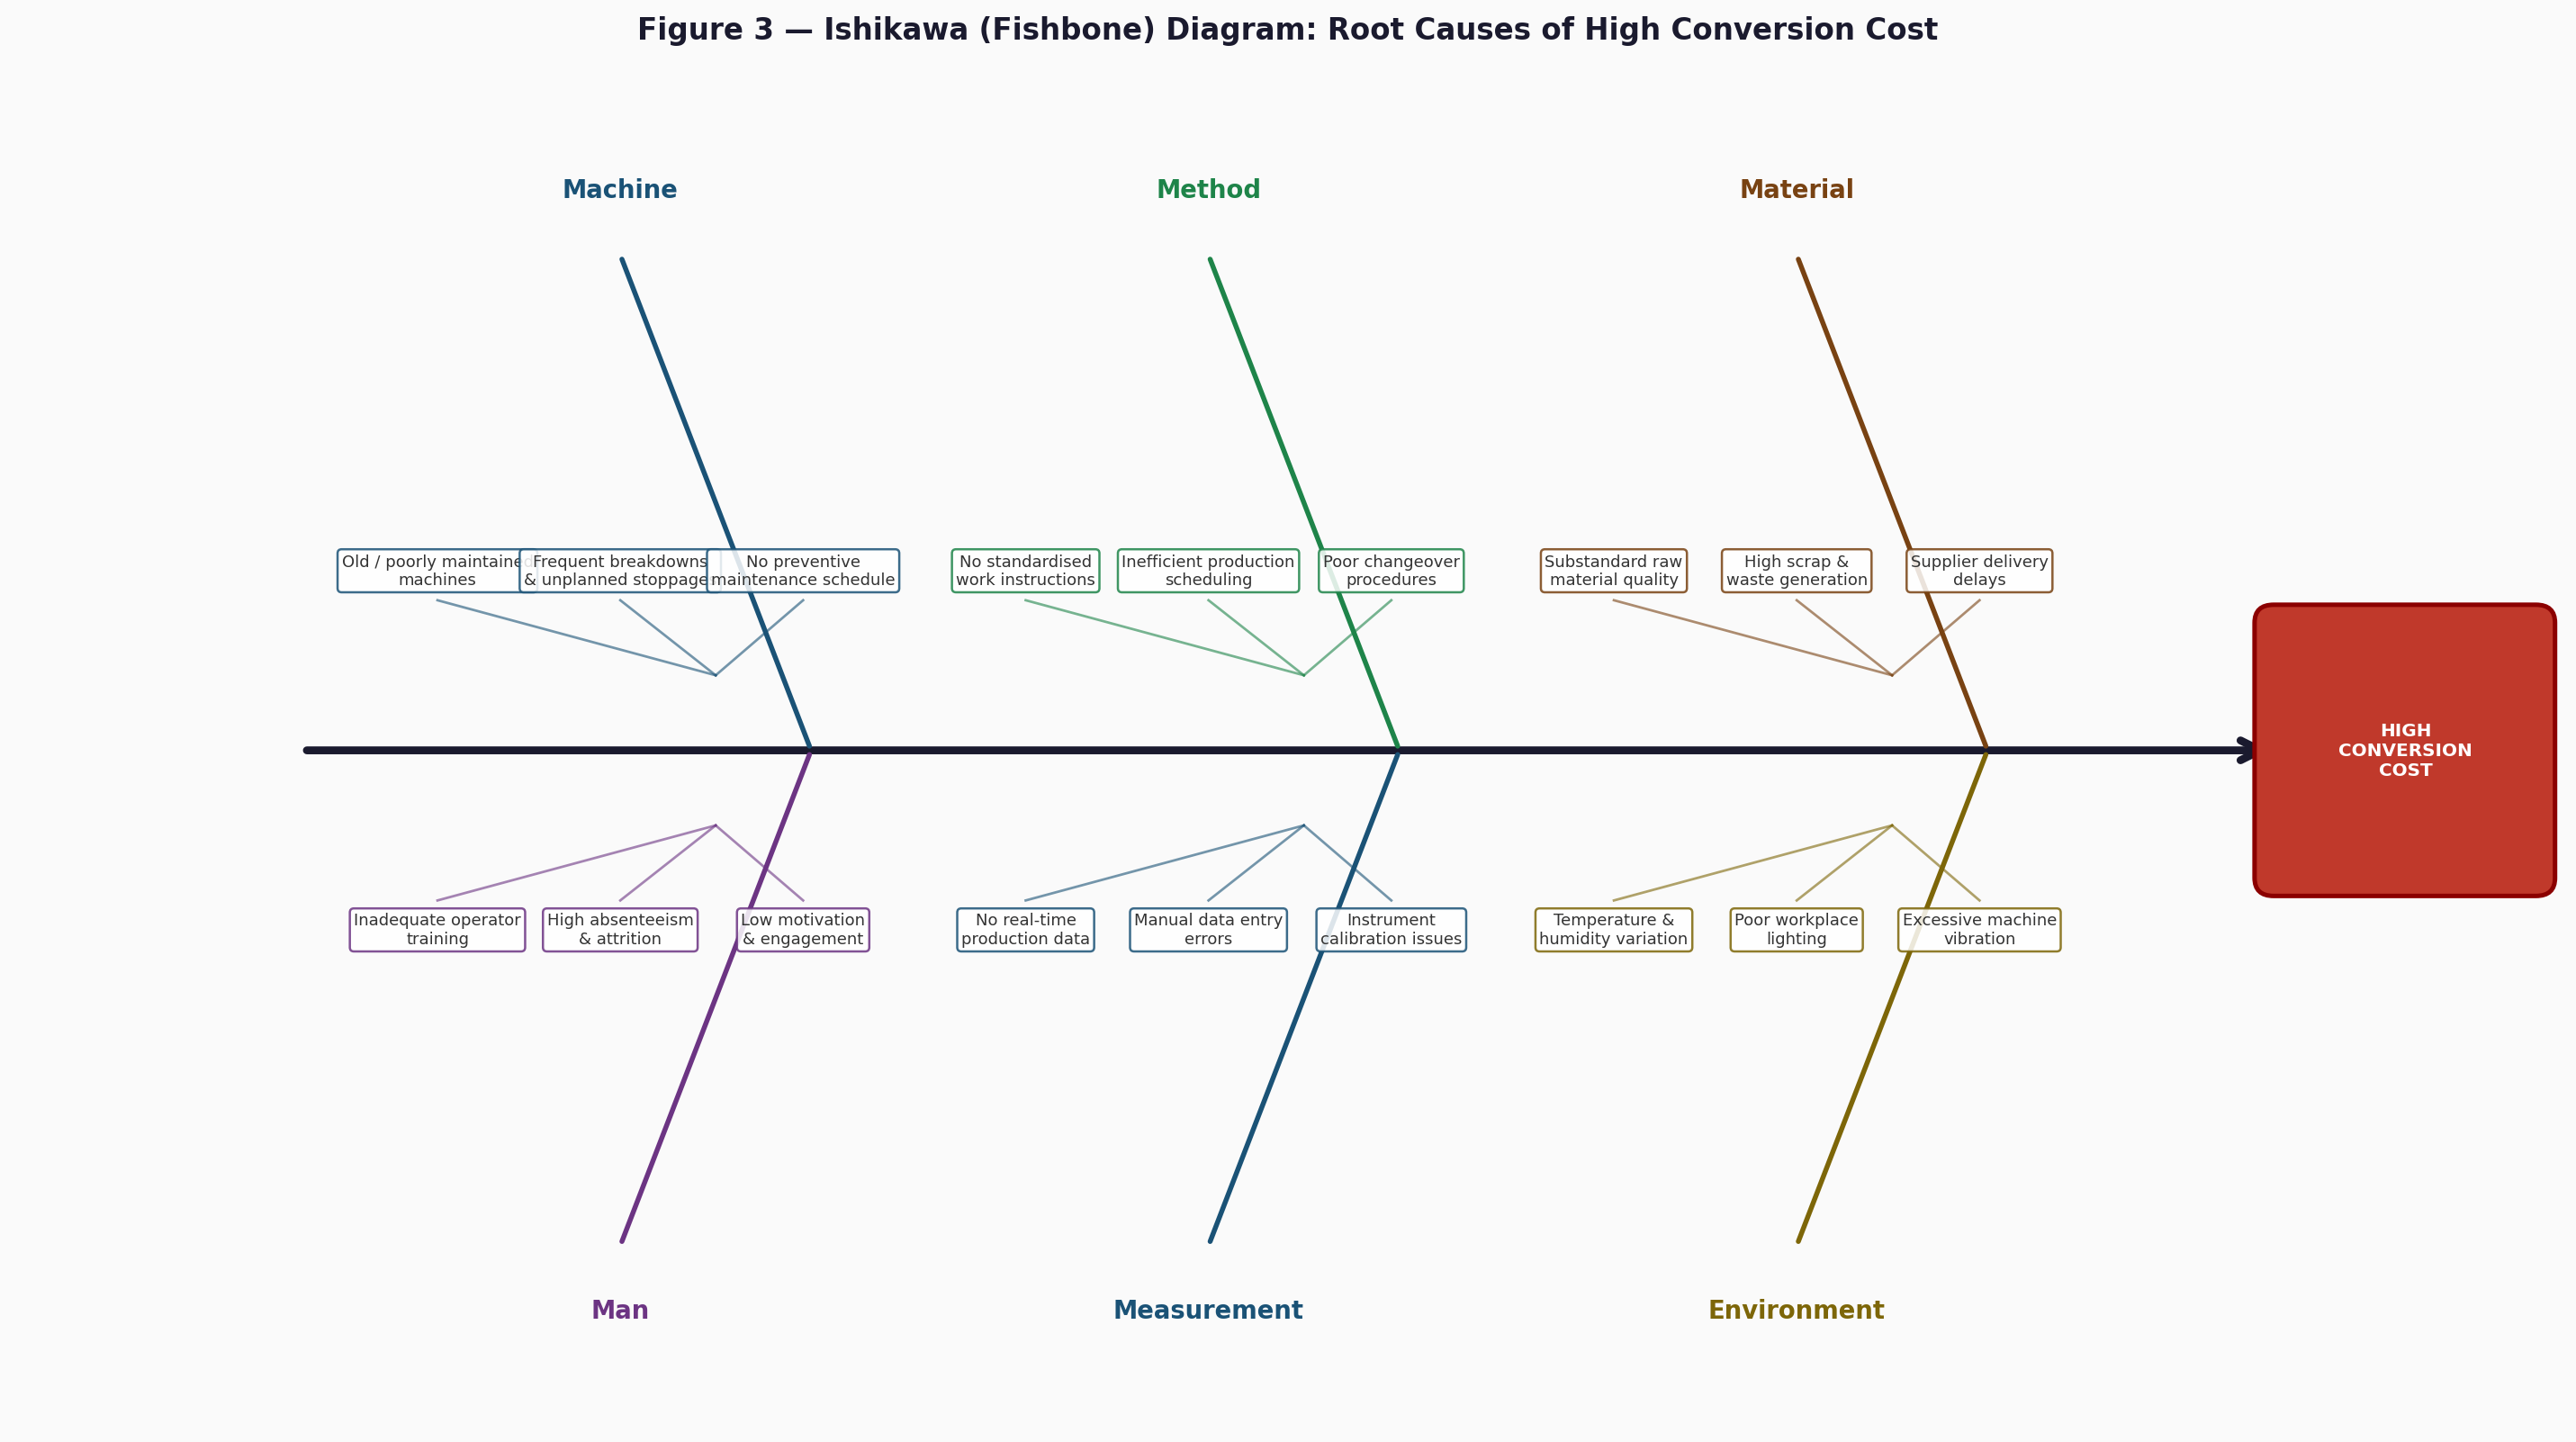 Figure 3 — Ishikawa (Fishbone) Diagram: Root Causes of High Conversion Cost
Machine
Method
Material
Old / poorly maintained
machines
Frequent breakdowns
& unplanned stoppage
No preventive
maintenance schedule
No standardised
work instructions
Inefficient production
scheduling
Poor changeover
procedures
Substandard raw
material quality
High scrap &
waste generation
Supplier delivery
delays
HIGH
CONVERSION
COST
Inadequate operator
training
High absenteeism
& attrition
Low motivation
& engagement
No real-time
production data
Manual data entry
errors
Instrument
calibration issues
Temperature &
humidity variation
Poor workplace
lighting
Excessive machine
vibration
Man
Measurement
Environment